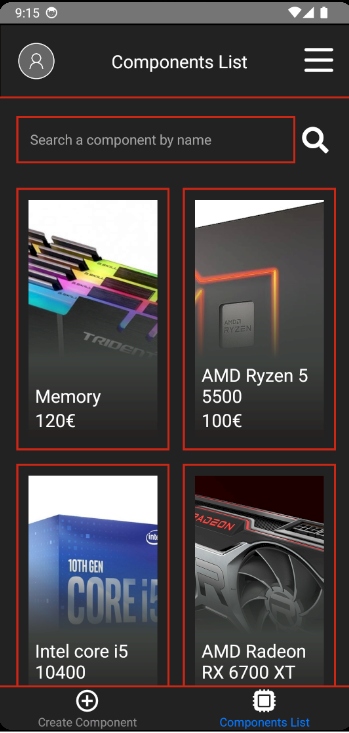 9:15
Components List
Search a component by name
TRIDENT
Memory
120€
AMD
RYZEN
AMD Ryzen 5
5500
100€
intel
10TH GEN
CORE i5
Intel core i5
10400
RADEON
AMD Radeon
RX 6700 XT
Create Component
Components List